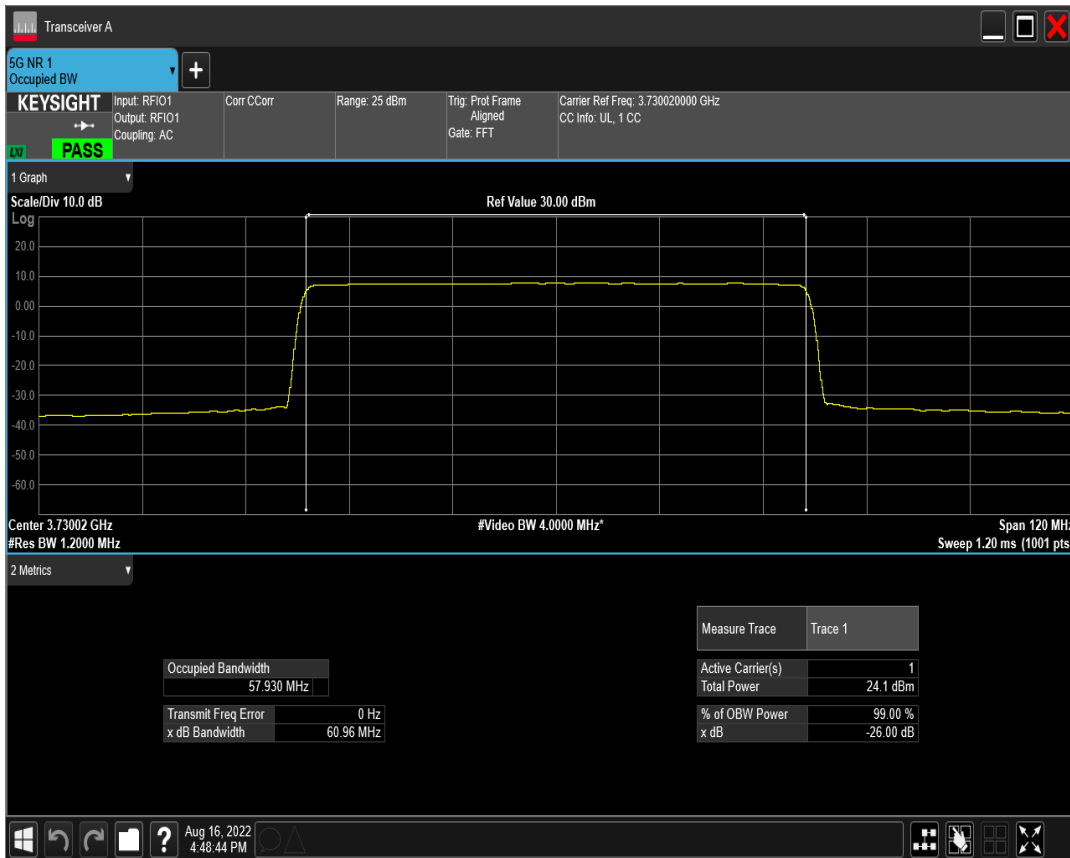 Transceiver A
5G NR 1
Occupied BW
+
KEYSIGHT
LXI
PASS
Input: RFIO1
Output: RFIO1
Coupling: AC
Corr CCorr
Range: 25 dBm
Trig: Prot Frame
Aligned
Gate: FFT
Carrier Ref Freq: 3.730020000 GHz
CC Info: UL, 1 CC
1 Graph
Scale/Div 10.0 dB
Ref Value 30.00 dBm
Log
20.0
10.0
0.00
-10.0
-20.0
-30.0
-40.0
-50.0
-60.0
Center 3.73002 GHz
#Video BW 4.0000 MHz*
Span 120 MHz
#Res BW 1.2000 MHz
Sweep 1.20 ms (1001 pts
2 Metrics
Measure Trace Trace 1
Occupied Bandwidth
57.930 MHz
Active Carrier(s) 1
Total Power 24.1 dBm
Transmit Freq Error 0 Hz
x dB Bandwidth 60.96 MHz
% of OBW Power 99.00 %
x dB -26.00 dB
?
Aug 16, 2022
4:48:44 PM